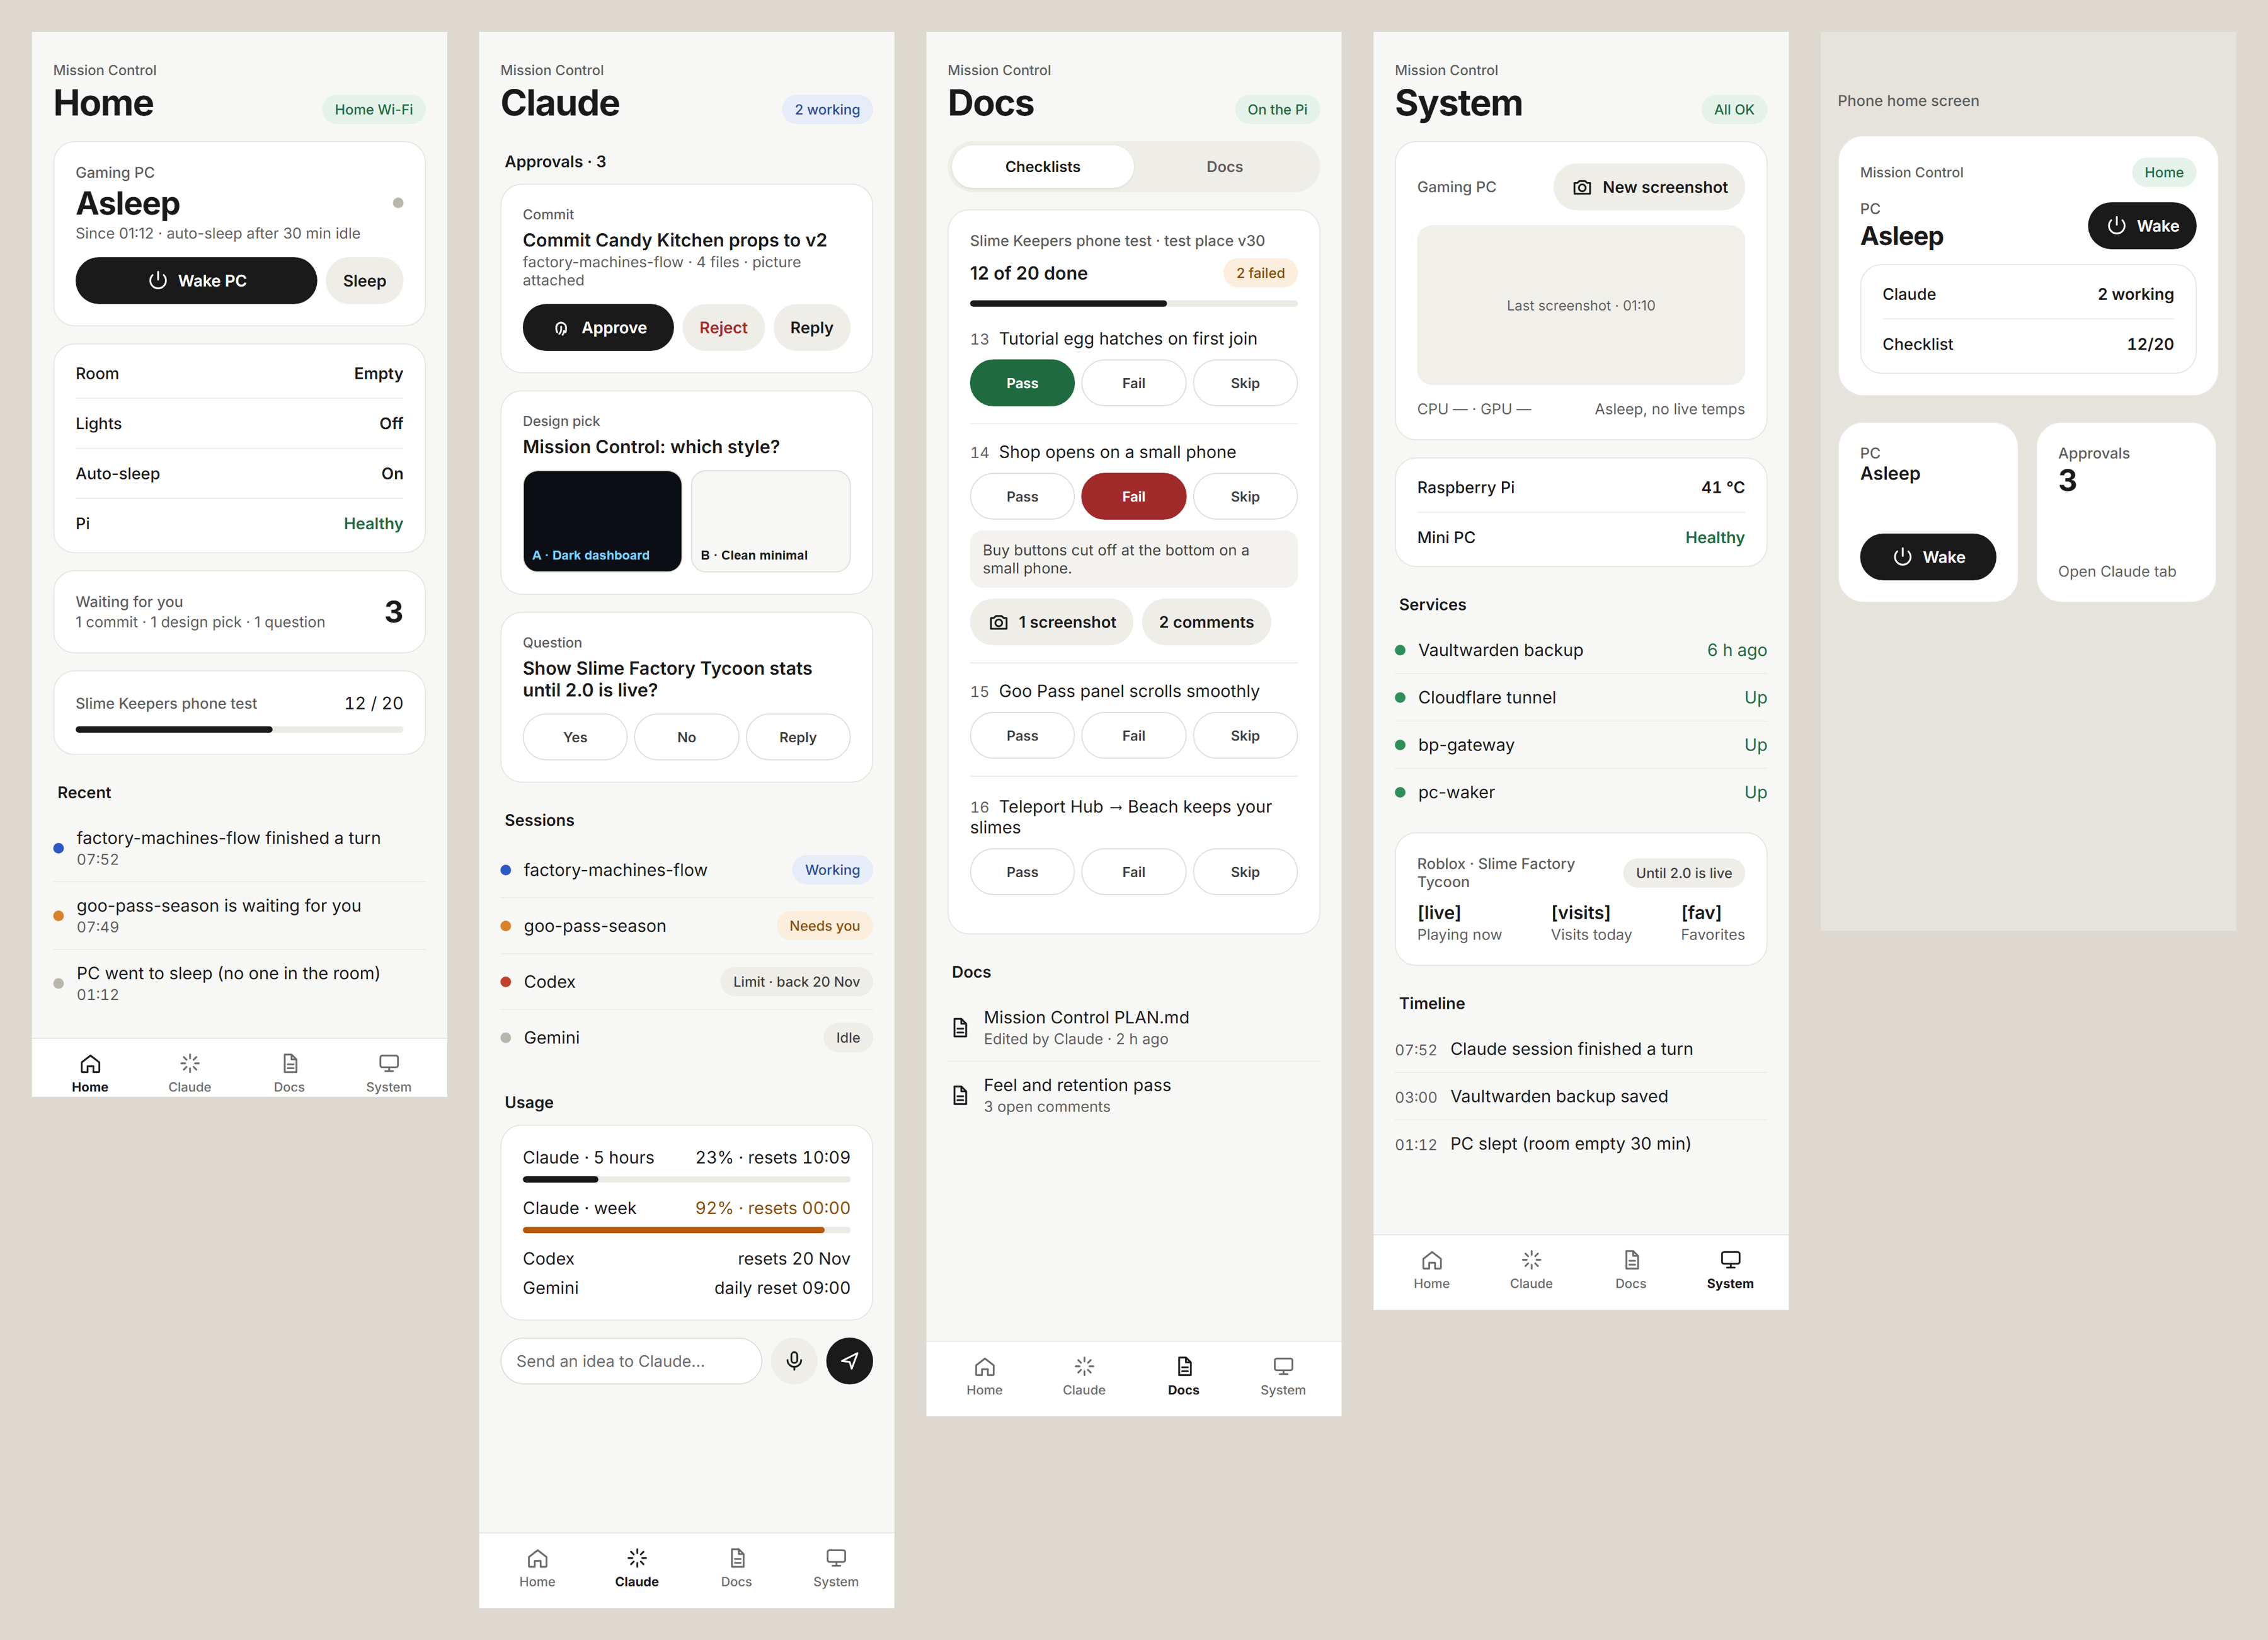 Mission Control
Home
Home Wi-Fi
Gaming PC
Asleep
Since 01:12 · auto-sleep after 30 min idle
Wake PC
Sleep
Room
Empty
Lights
Off
Auto-sleep
On
Pi
Healthy
Waiting for you
1 commit · 1 design pick · 1 question
3
Slime Keepers phone test
12 / 20
Recent
factory-machines-flow finished a turn
07:52
goo-pass-season is waiting for you
07:49
PC went to sleep (no one in the room)
01:12
Home
Claude
Docs
System
Mission Control
Claude
2 working
Approvals · 3
Commit
Commit Candy Kitchen props to v2
factory-machines-flow · 4 files · picture
attached
Approve
Reject
Reply
Design pick
Mission Control: which style?
A · Dark dashboard
B · Clean minimal
Question
Show Slime Factory Tycoon stats
until 2.0 is live?
Yes
No
Reply
Sessions
factory-machines-flow
Working
goo-pass-season
Needs you
Codex
Limit · back 20 Nov
Gemini
Idle
Usage
Claude · 5 hours
23% · resets 10:09
Claude · week
92% · resets 00:00
Codex
resets 20 Nov
Gemini
daily reset 09:00
Send an idea to Claude...
Home
Claude
Docs
System
Mission Control
Docs
On the Pi
Checklists
Docs
Slime Keepers phone test · test place v30
12 of 20 done
2 failed
13 Tutorial egg hatches on first join
Pass
Fail
Skip
14 Shop opens on a small phone
Pass
Fail
Skip
Buy buttons cut off at the bottom on a
small phone.
1 screenshot
2 comments
15 Goo Pass panel scrolls smoothly
Pass
Fail
Skip
16 Teleport Hub → Beach keeps your
slimes
Pass
Fail
Skip
Docs
Mission Control PLAN.md
Edited by Claude · 2 h ago
Feel and retention pass
3 open comments
Home
Claude
Docs
System
Mission Control
System
All OK
Gaming PC
New screenshot
Last screenshot · 01:10
CPU — · GPU —
Asleep, no live temps
Raspberry Pi
41 °C
Mini PC
Healthy
Services
Vaultwarden backup
6 h ago
Cloudflare tunnel
Up
bp-gateway
Up
pc-waker
Up
Roblox · Slime Factory
Tycoon
Until 2.0 is live
[live]
Playing now
[visits]
Visits today
[fav]
Favorites
Timeline
07:52 Claude session finished a turn
03:00 Vaultwarden backup saved
01:12 PC slept (room empty 30 min)
Home
Claude
Docs
System
Phone home screen
Mission Control
Home
PC
Asleep
Wake
Claude
2 working
Checklist
12/20
PC
Asleep
Wake
Approvals
3
Open Claude tab